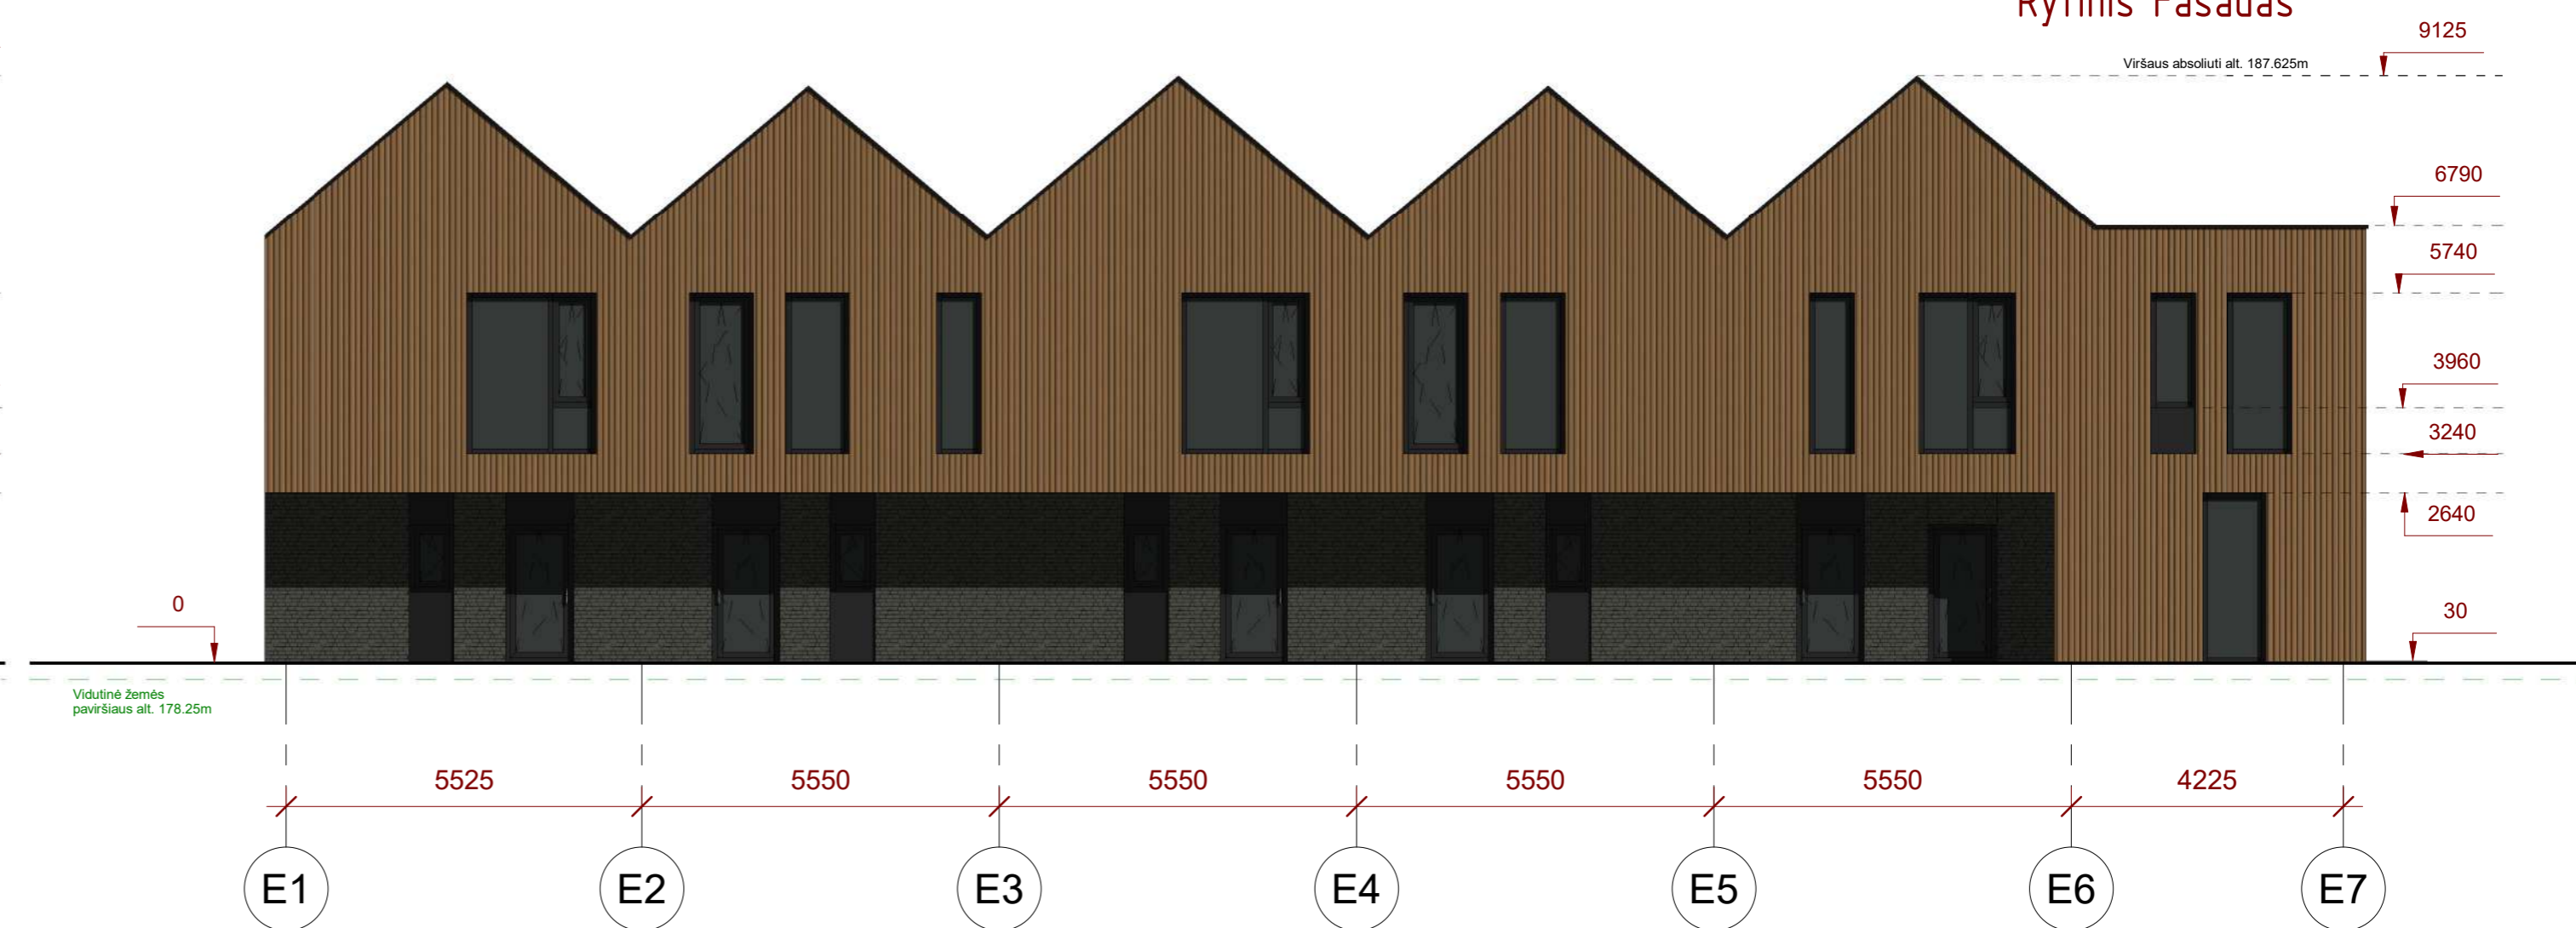 Rytinis Fasadas
9125
Viršaus absoliuti alt. 187.625m
6790
5740
3960
3240
2640
0
30
Vidutinė žemės
paviršiaus alt. 178.25m
5525
5550
5550
5550
5550
4225
E1
E2
E3
E4
E5
E6
E7